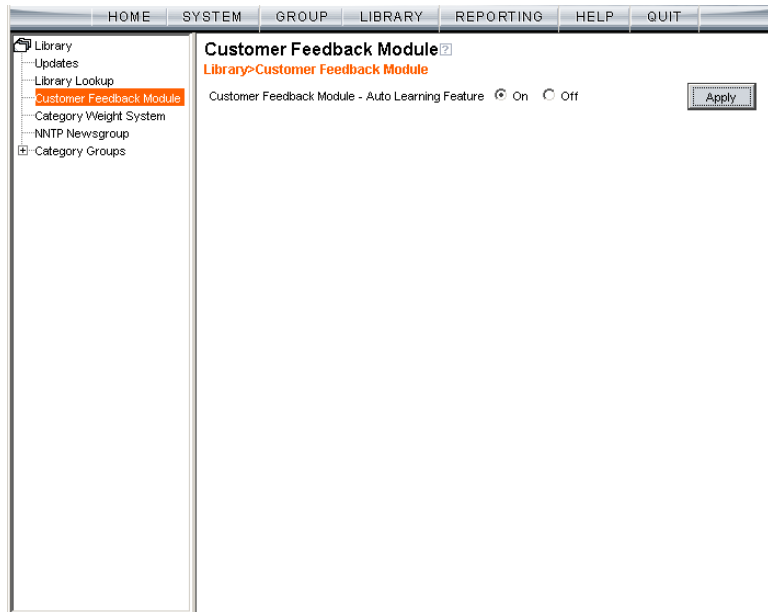 HOME SYSTEM GROUP LIBRARY REPORTING HELP QUIT
Library
Updates
Library Lookup
Customer Feedback Module
Category Weight System
NNTP Newsgroup
Category Groups
Customer Feedback Module ?
Library>Customer Feedback Module
Customer Feedback Module - Auto Learning Feature On Off Apply